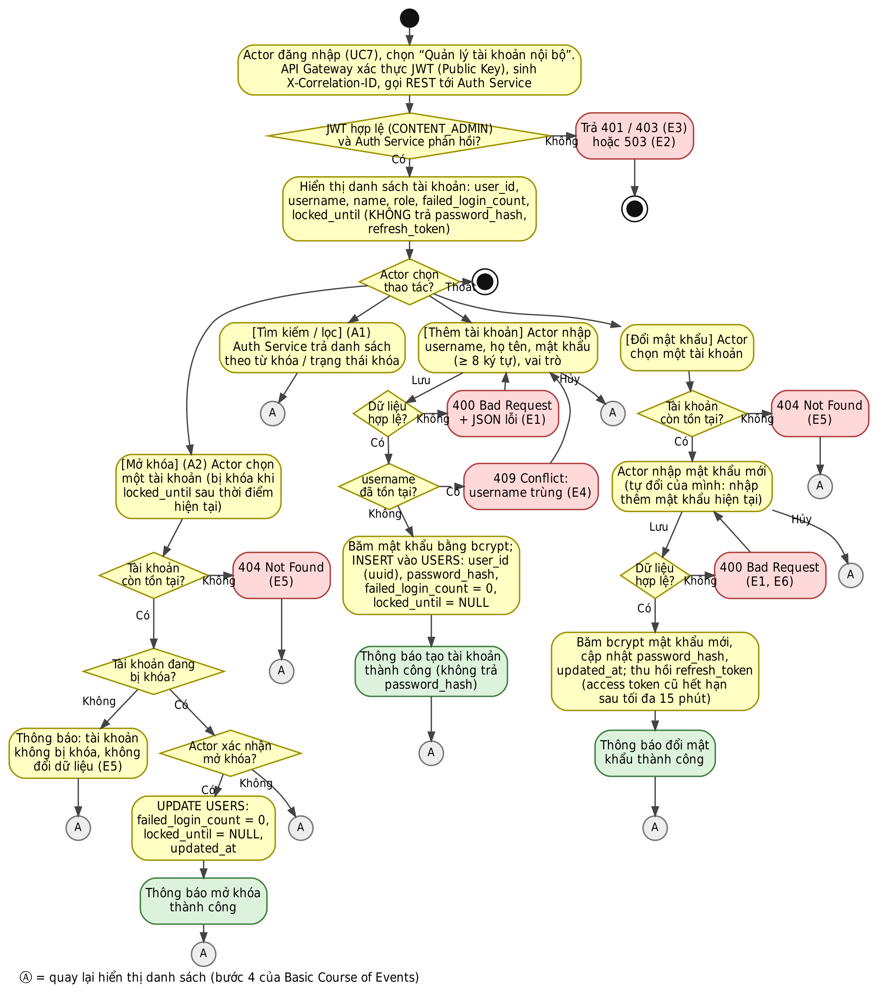 Actor đăng nhập (UC7), chọn “Quản lý tài khoản nội bộ”.
API Gateway xác thực JWT (Public Key), sinh
X-Correlation-ID, gọi REST tới Auth Service
JWT hợp lệ (CONTENT_ADMIN)
và Auth Service phản hồi?
Không
Trả 401 / 403 (E3)
hoặc 503 (E2)
Có
Hiển thị danh sách tài khoản: user_id,
username, name, role, failed_login_count,
locked_until (KHÔNG trả password_hash,
refresh_token)
Actor chọn
thao tác?
Thoát
[Tìm kiếm / lọc] (A1)
Auth Service trả danh sách
theo từ khóa / trạng thái khóa
A
[Thêm tài khoản] Actor nhập
username, họ tên, mật khẩu
(≥ 8 ký tự), vai trò
Lưu
Hủy
A
Dữ liệu
hợp lệ?
Không
400 Bad Request
+ JSON lỗi (E1)
Có
username
đã tồn tại?
Có
409 Conflict:
username trùng (E4)
Không
Băm mật khẩu bằng bcrypt;
INSERT vào USERS: user_id
(uuid), password_hash,
failed_login_count = 0,
locked_until = NULL
Thông báo tạo tài khoản
thành công (không trả
password_hash)
A
[Đổi mật khẩu] Actor
chọn một tài khoản
Tài khoản
còn tồn tại?
Không
404 Not Found
(E5)
A
Có
Actor nhập mật khẩu mới
(tự đổi của mình: nhập
thêm mật khẩu hiện tại)
Lưu
Hủy
A
Dữ liệu
hợp lệ?
Không
400 Bad Request
(E1, E6)
Có
Băm bcrypt mật khẩu mới,
cập nhật password_hash,
updated_at; thu hồi refresh_token
(access token cũ hết hạn
sau tối đa 15 phút)
Thông báo đổi mật
khẩu thành công
A
[Mở khóa] (A2) Actor chọn
một tài khoản (bị khóa khi
locked_until sau thời điểm
hiện tại)
Tài khoản
còn tồn tại?
Không
404 Not Found
(E5)
A
Có
Tài khoản đang
bị khóa?
Không
Có
Thông báo: tài khoản
không bị khóa, không
đổi dữ liệu (E5)
A
Actor xác nhận
mở khóa?
Có
Không
A
UPDATE USERS:
failed_login_count = 0,
locked_until = NULL,
updated_at
Thông báo mở khóa
thành công
A
Ⓐ = quay lại hiển thị danh sách (bước 4 của Basic Course of Events)